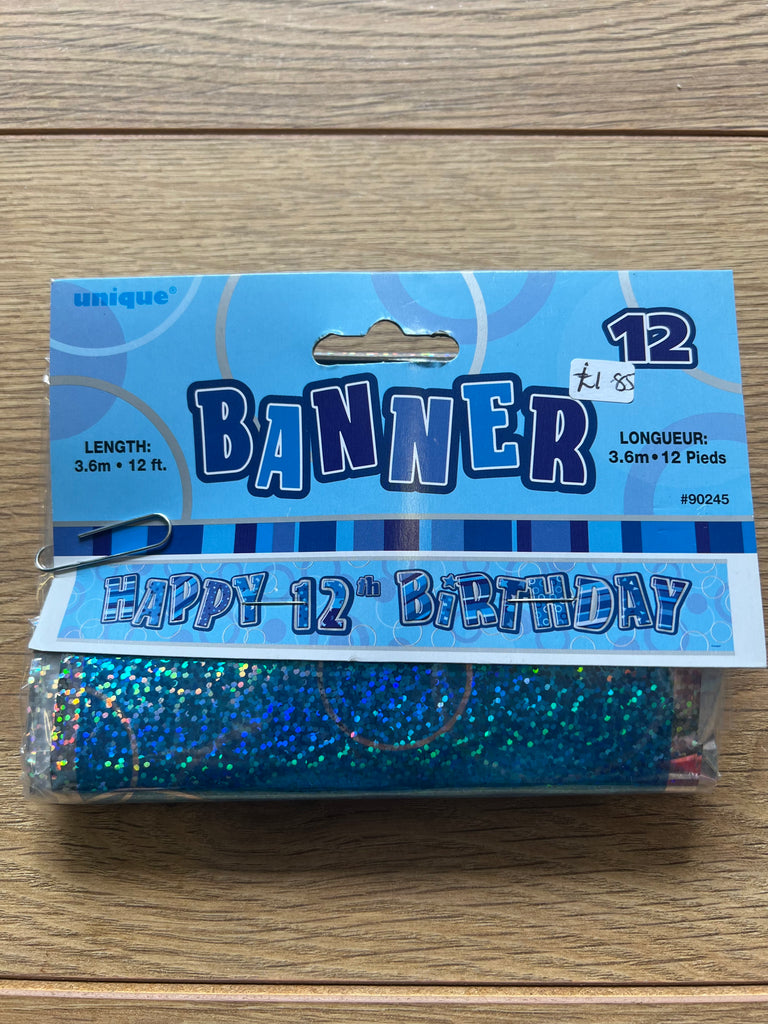 unique®
12
£1.85
BANNER
LENGTH:
3.6m • 12 ft.
LONGUEUR:
3.6m • 12 Pieds
#90245
HAPPY 12th BIRTHDAY